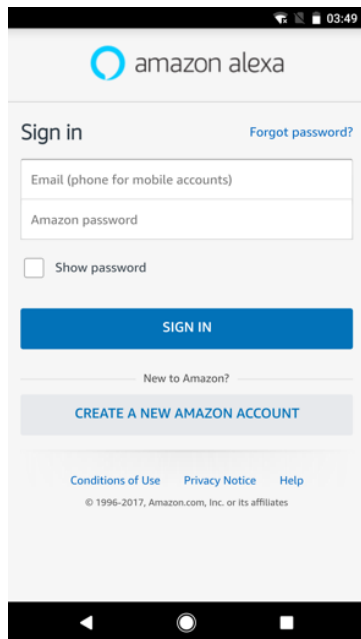 03:49
amazon alexa
Sign in
Forgot password?
Email (phone for mobile accounts)
Amazon password
Show password
SIGN IN
New to Amazon?
CREATE A NEW AMAZON ACCOUNT
Conditions of Use Privacy Notice Help
© 1996-2017, Amazon.com, Inc. or its affiliates